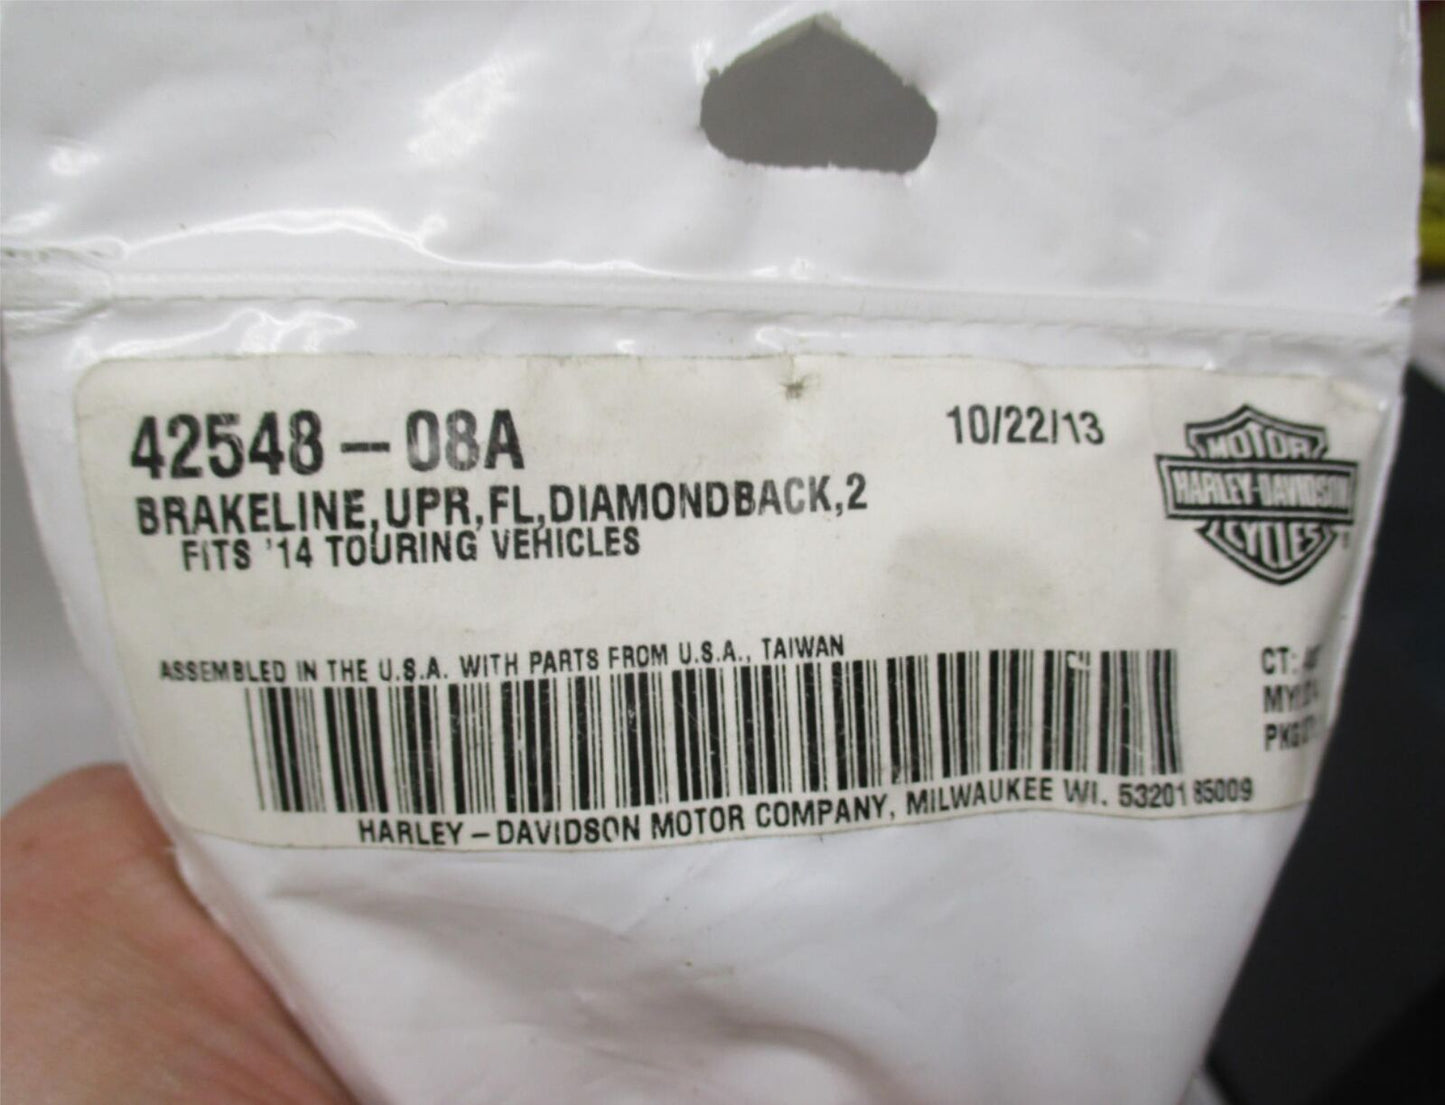 42548-08A
10/22/13
BRAKELINE,UPR,FL,DIAMONDBACK,2
FITS '14 TOURING VEHICLES
MOTOR
HARLEY-DAVIDSON
CYCLES
ASSEMBLED IN THE U.S.A. WITH PARTS FROM U.S.A., TAIWAN
CT:
HARLEY-DAVIDSON MOTOR COMPANY, MILWAUKEE WI. 53201 85009